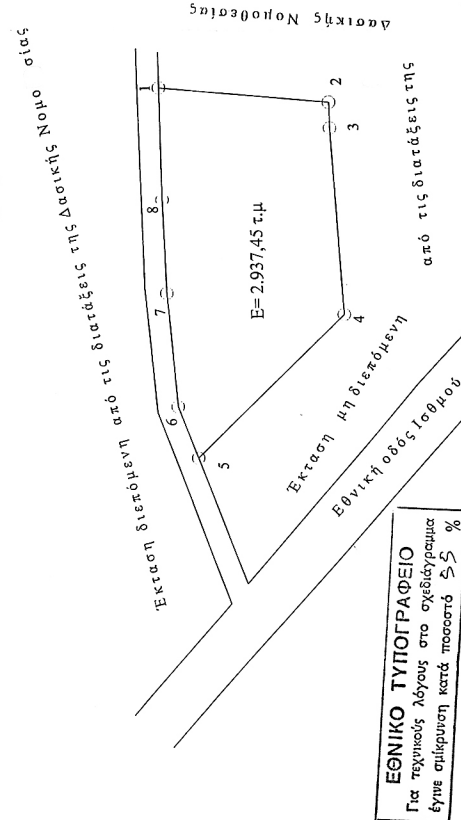 Έκταση διεπόμενη από τις διατάξεις της Δασικής Νομο σίας
Δασικής Νομοθεσίας
1
2
3
8
7
Ε= 2.937,45 τ.μ
4
6
5
Έκταση μη διεπόμενη
από τις διατάξεις της
Εθνική οδός Ισθμού
ΕΘΝΙΚΟ ΤΥΠΟΓΡΑΦΕΙΟ
Για τεχνικούς λόγους στο σχεδιάγραμμα
έγινε σμίκρυνση κατά ποσοστό 55 %